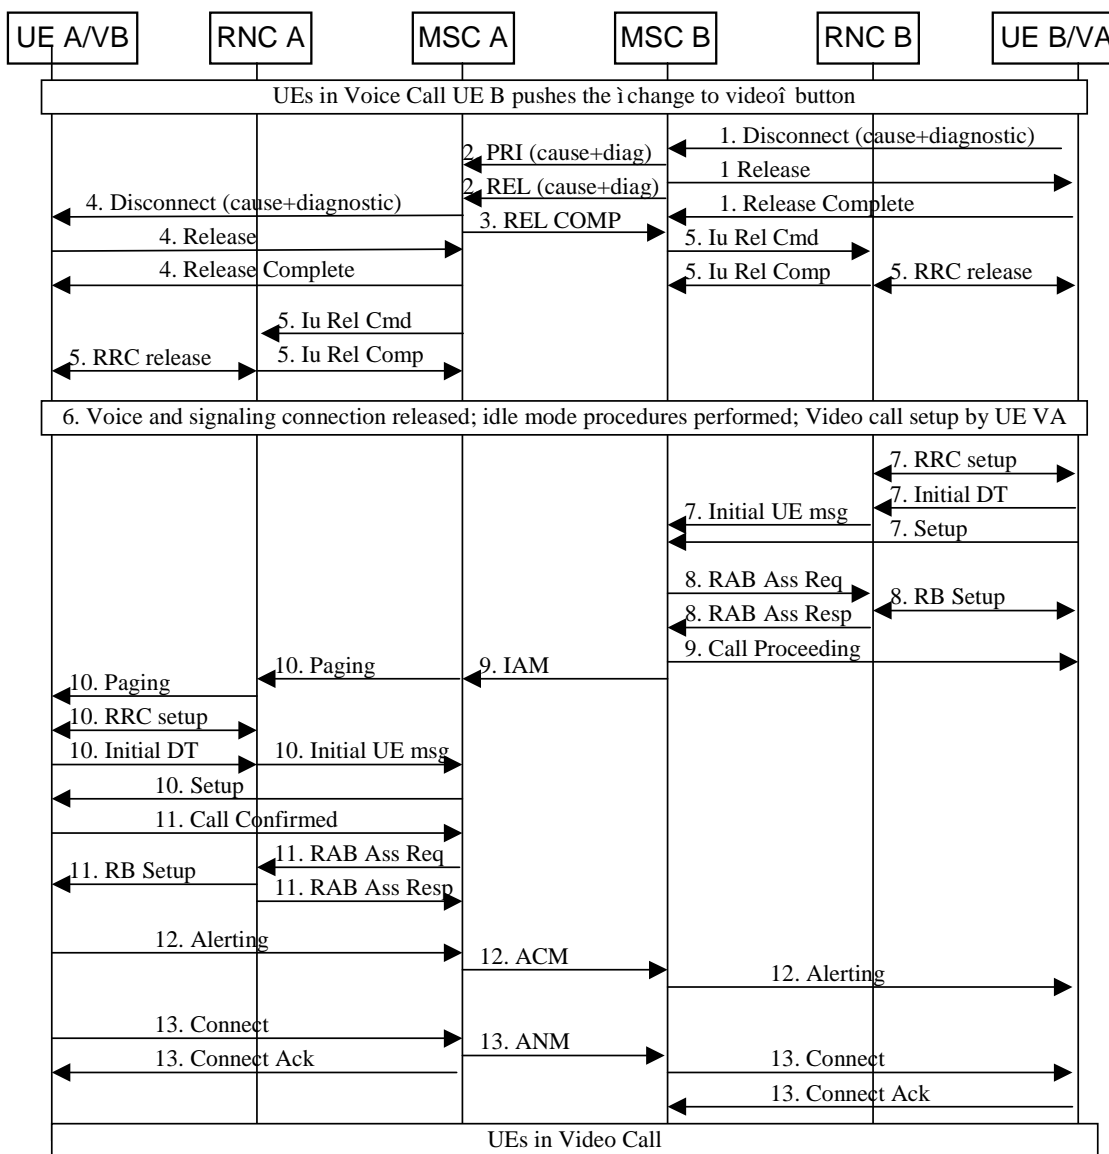 UE A/VB RNC A MSC A MSC B RNC B UE B/VA
UEs in Voice Call UE B pushes the ìchange to videoî button
1. Disconnect (cause+diagnostic)
2. PRI (cause+diag)
1 Release
2. REL (cause+diag)
4. Disconnect (cause+diagnostic)
1. Release Complete
3. REL COMP
4. Release
5. Iu Rel Cmd
4. Release Complete
5. Iu Rel Comp
5. RRC release
5. Iu Rel Cmd
5. RRC release
5. Iu Rel Comp
6. Voice and signaling connection released; idle mode procedures performed; Video call setup by UE VA
7. RRC setup
7. Initial DT
7. Initial UE msg
7. Setup
8. RAB Ass Req
8. RB Setup
8. RAB Ass Resp
9. Call Proceeding
10. Paging
9. IAM
10. Paging
10. RRC setup
10. Initial DT
10. Initial UE msg
10. Setup
11. Call Confirmed
11. RAB Ass Req
11. RB Setup
11. RAB Ass Resp
12. Alerting
12. ACM
12. Alerting
13. Connect
13. ANM
13. Connect Ack
13. Connect
13. Connect Ack
UEs in Video Call